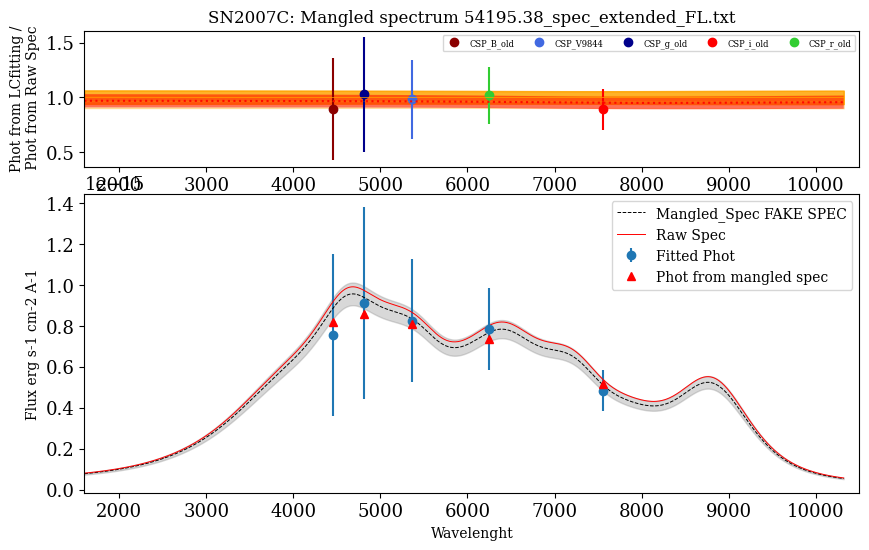 SN2007C: Mangled spectrum 54195.38_spec_extended_FL.txt
Phot from LCfitting /
Phot from Raw Spec
1.5
1.0
0.5
CSP_B_old
CSP_V9844
CSP_g_old
CSP_i_old
CSP_r_old
2000 3000 4000 5000 6000 7000 8000 9000 10000
1e−15
Flux erg s-1 cm-2 A-1
1.4
1.2
1.0
0.8
0.6
0.4
0.2
0.0
Mangled_Spec FAKE SPEC
Raw Spec
Fitted Phot
Phot from mangled spec
2000 3000 4000 5000 6000 7000 8000 9000 10000
Wavelenght